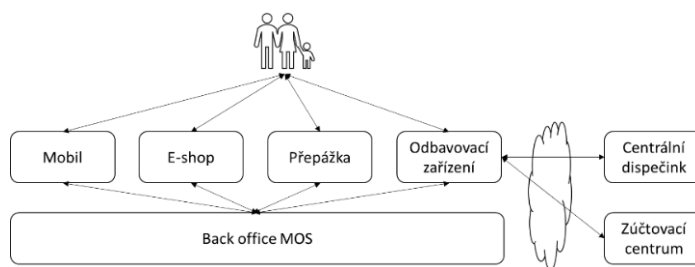 Mobil
E-shop
Přepážka
Odbavovací
zařízení
Centrální
dispečink
Back office MOS
Zúčtovací
centrum